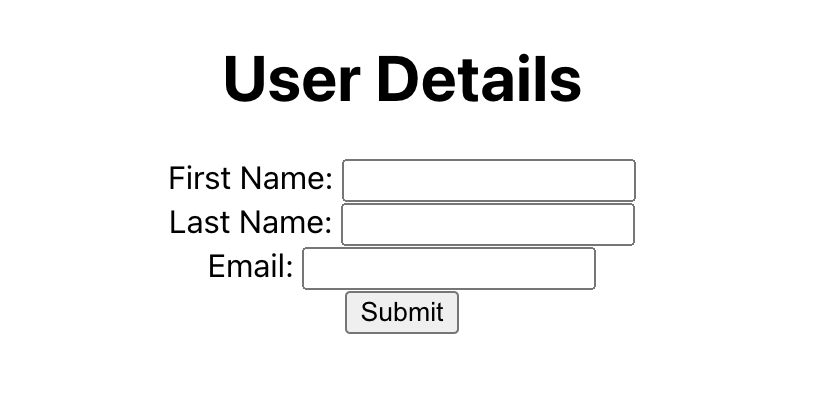 User Details
First Name:
Last Name:
Email:
Submit